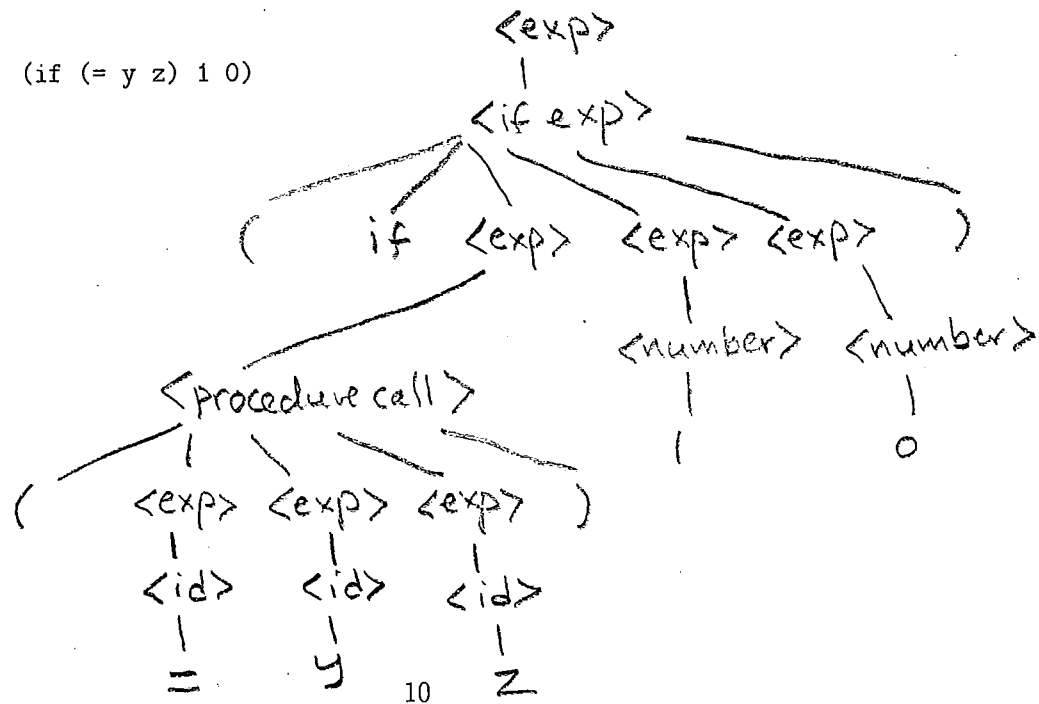 <exp>
(if (= y z) 1 0)
<if exp>
( if <exp> <exp> <exp> )
<number> <number>
<procedure call>
1 0
( <exp> <exp> <exp> )
<id> <id> <id>
= y z
10